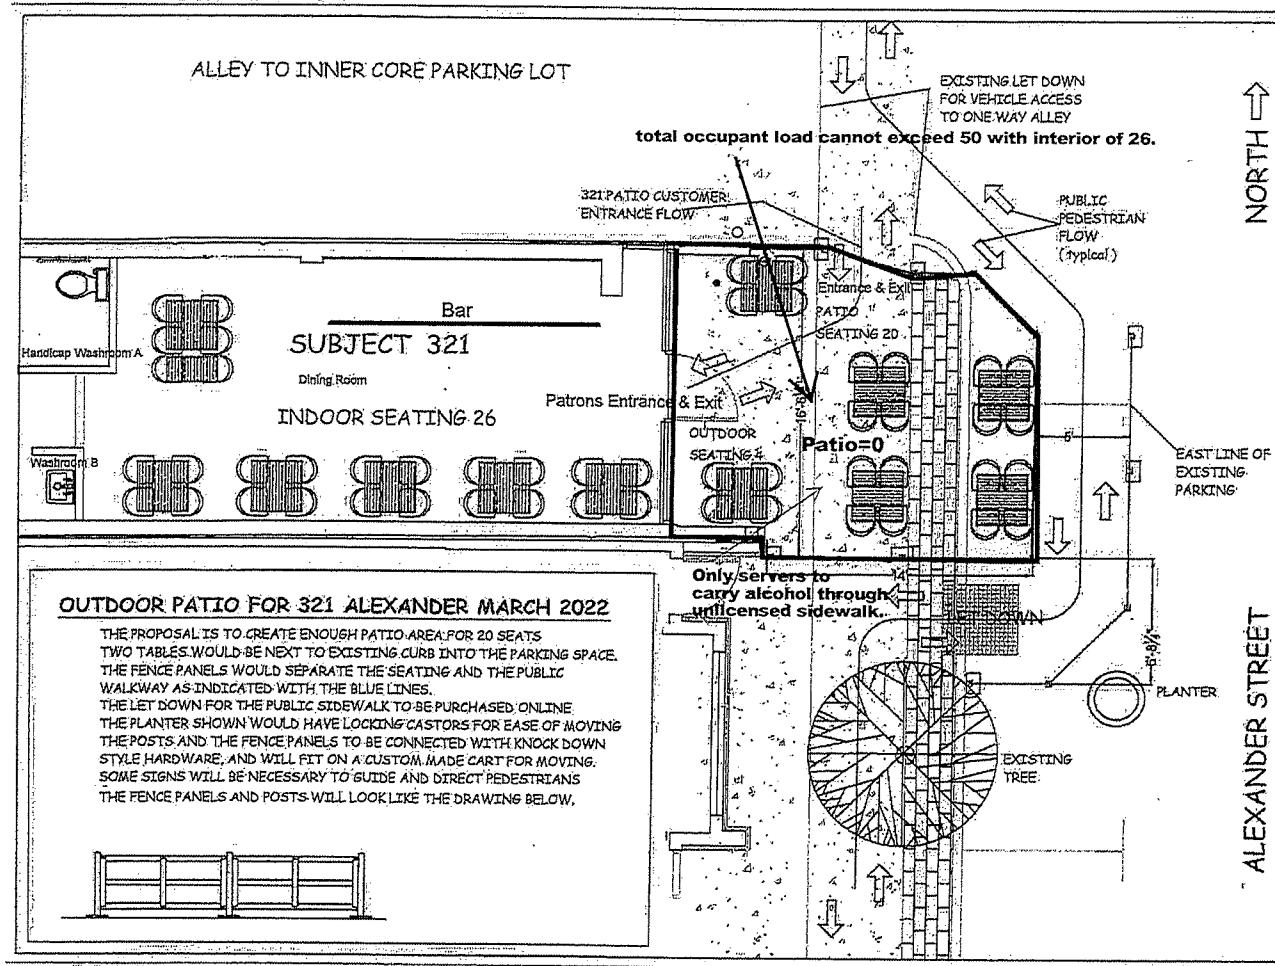 ALLEY TO INNER CORE PARKING LOT
EXISTING LET DOWN
FOR VEHICLE ACCESS
TO ONE WAY ALLEY
total occupant load cannot exceed 50 with interior of 26.
NORTH
321 PATIO CUSTOMER
ENTRANCE FLOW
PUBLIC
PEDESTRIAN
FLOW
(typical)
Entrance & Exit
PATIO
SEATING 20
Bar
SUBJECT 321
Handicap Washroom A
Dining Room
Patrons Entrance & Exit
INDOOR SEATING 26
OUTDOOR
SEATING 4
Patio=0
6'
EAST LINE OF
EXISTING
PARKING
Washroom B
Only servers to
carry alcohol through
unlicensed sidewalk.
14'
LET DOWN
OUTDOOR PATIO FOR 321 ALEXANDER MARCH 2022
THE PROPOSAL IS TO CREATE ENOUGH PATIO AREA FOR 20 SEATS
TWO TABLES WOULD BE NEXT TO EXISTING CURB INTO THE PARKING SPACE.
THE FENCE PANELS WOULD SEPARATE THE SEATING AND THE PUBLIC
WALKWAY AS INDICATED WITH THE BLUE LINES.
THE LET DOWN FOR THE PUBLIC SIDEWALK TO BE PURCHASED ONLINE
THE PLANTER SHOWN WOULD HAVE LOCKING CASTORS FOR EASE OF MOVING
THE POSTS AND THE FENCE PANELS TO BE CONNECTED WITH KNOCK DOWN
STYLE HARDWARE, AND WILL FIT ON A CUSTOM MADE CART FOR MOVING.
SOME SIGNS WILL BE NECESSARY TO GUIDE AND DIRECT PEDESTRIANS
THE FENCE PANELS AND POSTS WILL LOOK LIKE THE DRAWING BELOW.
PLANTER
EXISTING
TREE
ALEXANDER STREET